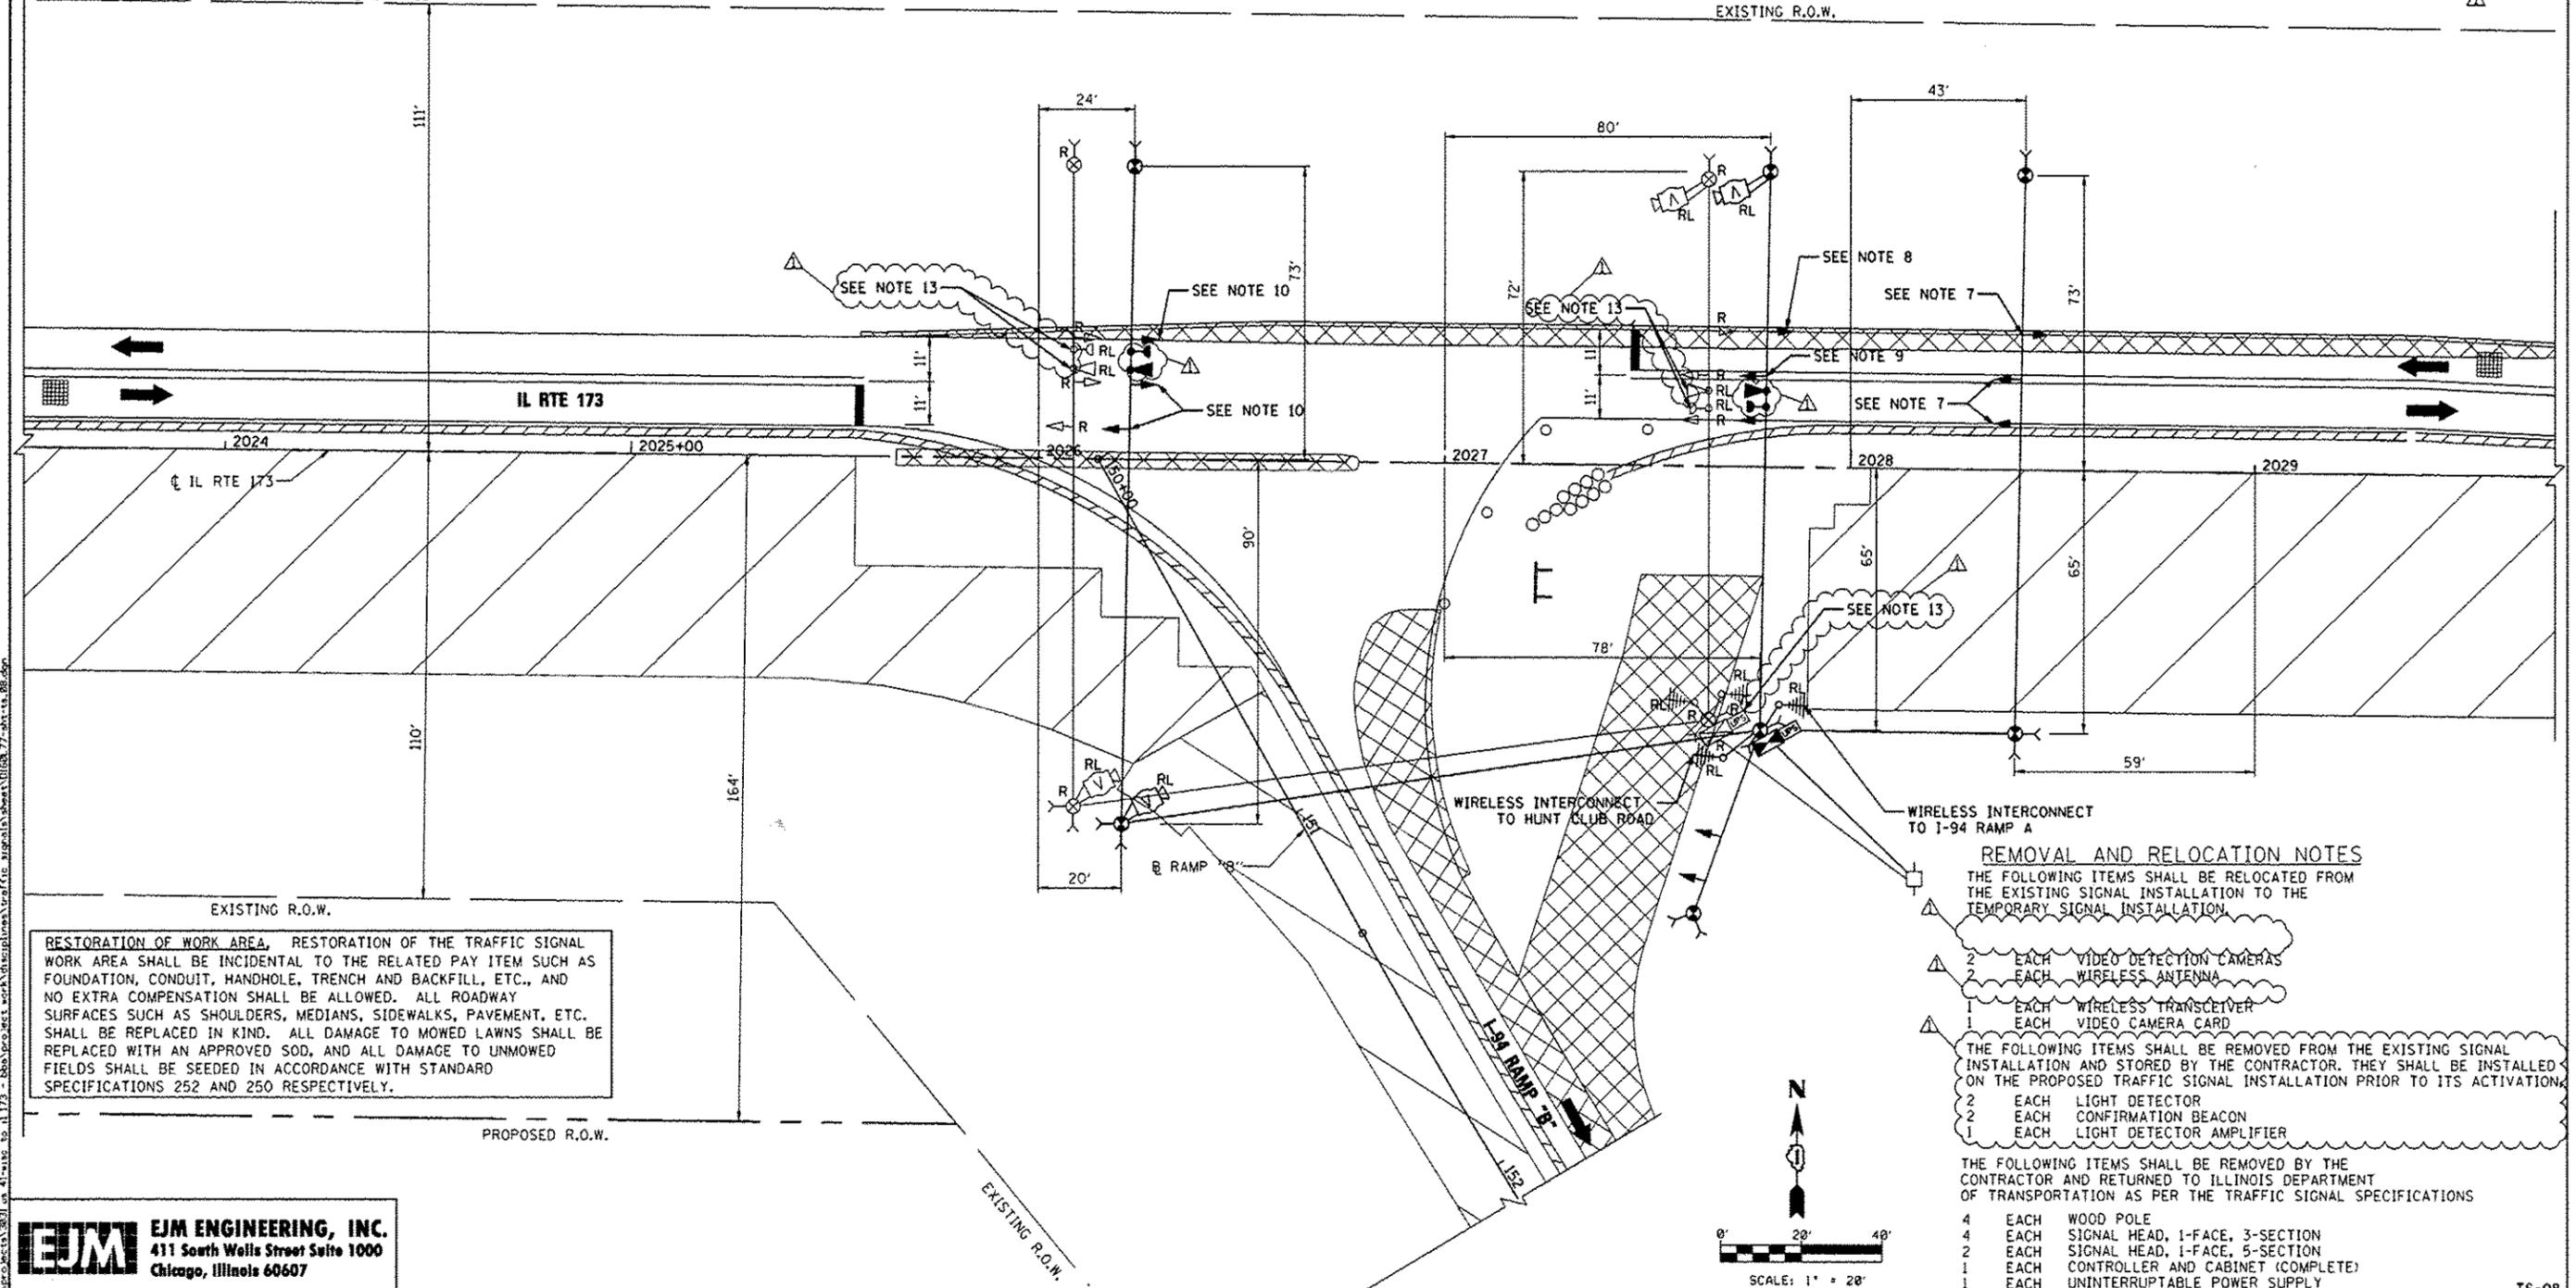 EXISTING R.O.W.
111'
24'
80'
43'
R
R
RL
RL
SEE NOTE 8
SEE NOTE 13
SEE NOTE 10
73'
72'
SEE NOTE 13
SEE NOTE 7
73'
R
RL
RL
R
R
11'
11'
SEE NOTE 9
R
RL
RL
R
11'
11'
IL RTE 173
SEE NOTE 10
SEE NOTE 7
R
2024
2025+00
2026
2027
2028
2029
℄ IL RTE 173
150+00
90'
65'
65'
SEE NOTE 13
78'
RL
RL
RL
R
R
UPS
UPS
R
RL
110'
164'
RL
RL
R
59'
WIRELESS INTERCONNECT
TO HUNT CLUB ROAD
WIRELESS INTERCONNECT
TO I-94 RAMP A
151
RAMP "B"
20'
EXISTING R.O.W.
RESTORATION OF WORK AREA. RESTORATION OF THE TRAFFIC SIGNAL
WORK AREA SHALL BE INCIDENTAL TO THE RELATED PAY ITEM SUCH AS
FOUNDATION, CONDUIT, HANDHOLE, TRENCH AND BACKFILL, ETC., AND
NO EXTRA COMPENSATION SHALL BE ALLOWED. ALL ROADWAY
SURFACES SUCH AS SHOULDERS, MEDIANS, SIDEWALKS, PAVEMENT, ETC.
SHALL BE REPLACED IN KIND. ALL DAMAGE TO MOWED LAWNS SHALL BE
REPLACED WITH AN APPROVED SOD, AND ALL DAMAGE TO UNMOWED
FIELDS SHALL BE SEEDED IN ACCORDANCE WITH STANDARD
SPECIFICATIONS 252 AND 250 RESPECTIVELY.
PROPOSED R.O.W.
EXISTING R.O.W.
I-94 RAMP "B"
152
REMOVAL AND RELOCATION NOTES
THE FOLLOWING ITEMS SHALL BE RELOCATED FROM
THE EXISTING SIGNAL INSTALLATION TO THE
TEMPORARY SIGNAL INSTALLATION.
2 EACH VIDEO DETECTION CAMERAS
2 EACH WIRELESS ANTENNA
1 EACH WIRELESS TRANSCEIVER
1 EACH VIDEO CAMERA CARD
THE FOLLOWING ITEMS SHALL BE REMOVED FROM THE EXISTING SIGNAL
INSTALLATION AND STORED BY THE CONTRACTOR. THEY SHALL BE INSTALLED
ON THE PROPOSED TRAFFIC SIGNAL INSTALLATION PRIOR TO ITS ACTIVATION.
2 EACH LIGHT DETECTOR
2 EACH CONFIRMATION BEACON
1 EACH LIGHT DETECTOR AMPLIFIER
THE FOLLOWING ITEMS SHALL BE REMOVED BY THE
CONTRACTOR AND RETURNED TO ILLINOIS DEPARTMENT
OF TRANSPORTATION AS PER THE TRAFFIC SIGNAL SPECIFICATIONS
4 EACH WOOD POLE
4 EACH SIGNAL HEAD, 1-FACE, 3-SECTION
2 EACH SIGNAL HEAD, 1-FACE, 5-SECTION
1 EACH CONTROLLER AND CABINET (COMPLETE)
1 EACH UNINTERRUPTABLE POWER SUPPLY
N
0' 20' 40'
SCALE: 1" = 20'
EJM
EJM ENGINEERING, INC.
411 South Wells Street Suite 1000
Chicago, Illinois 60607